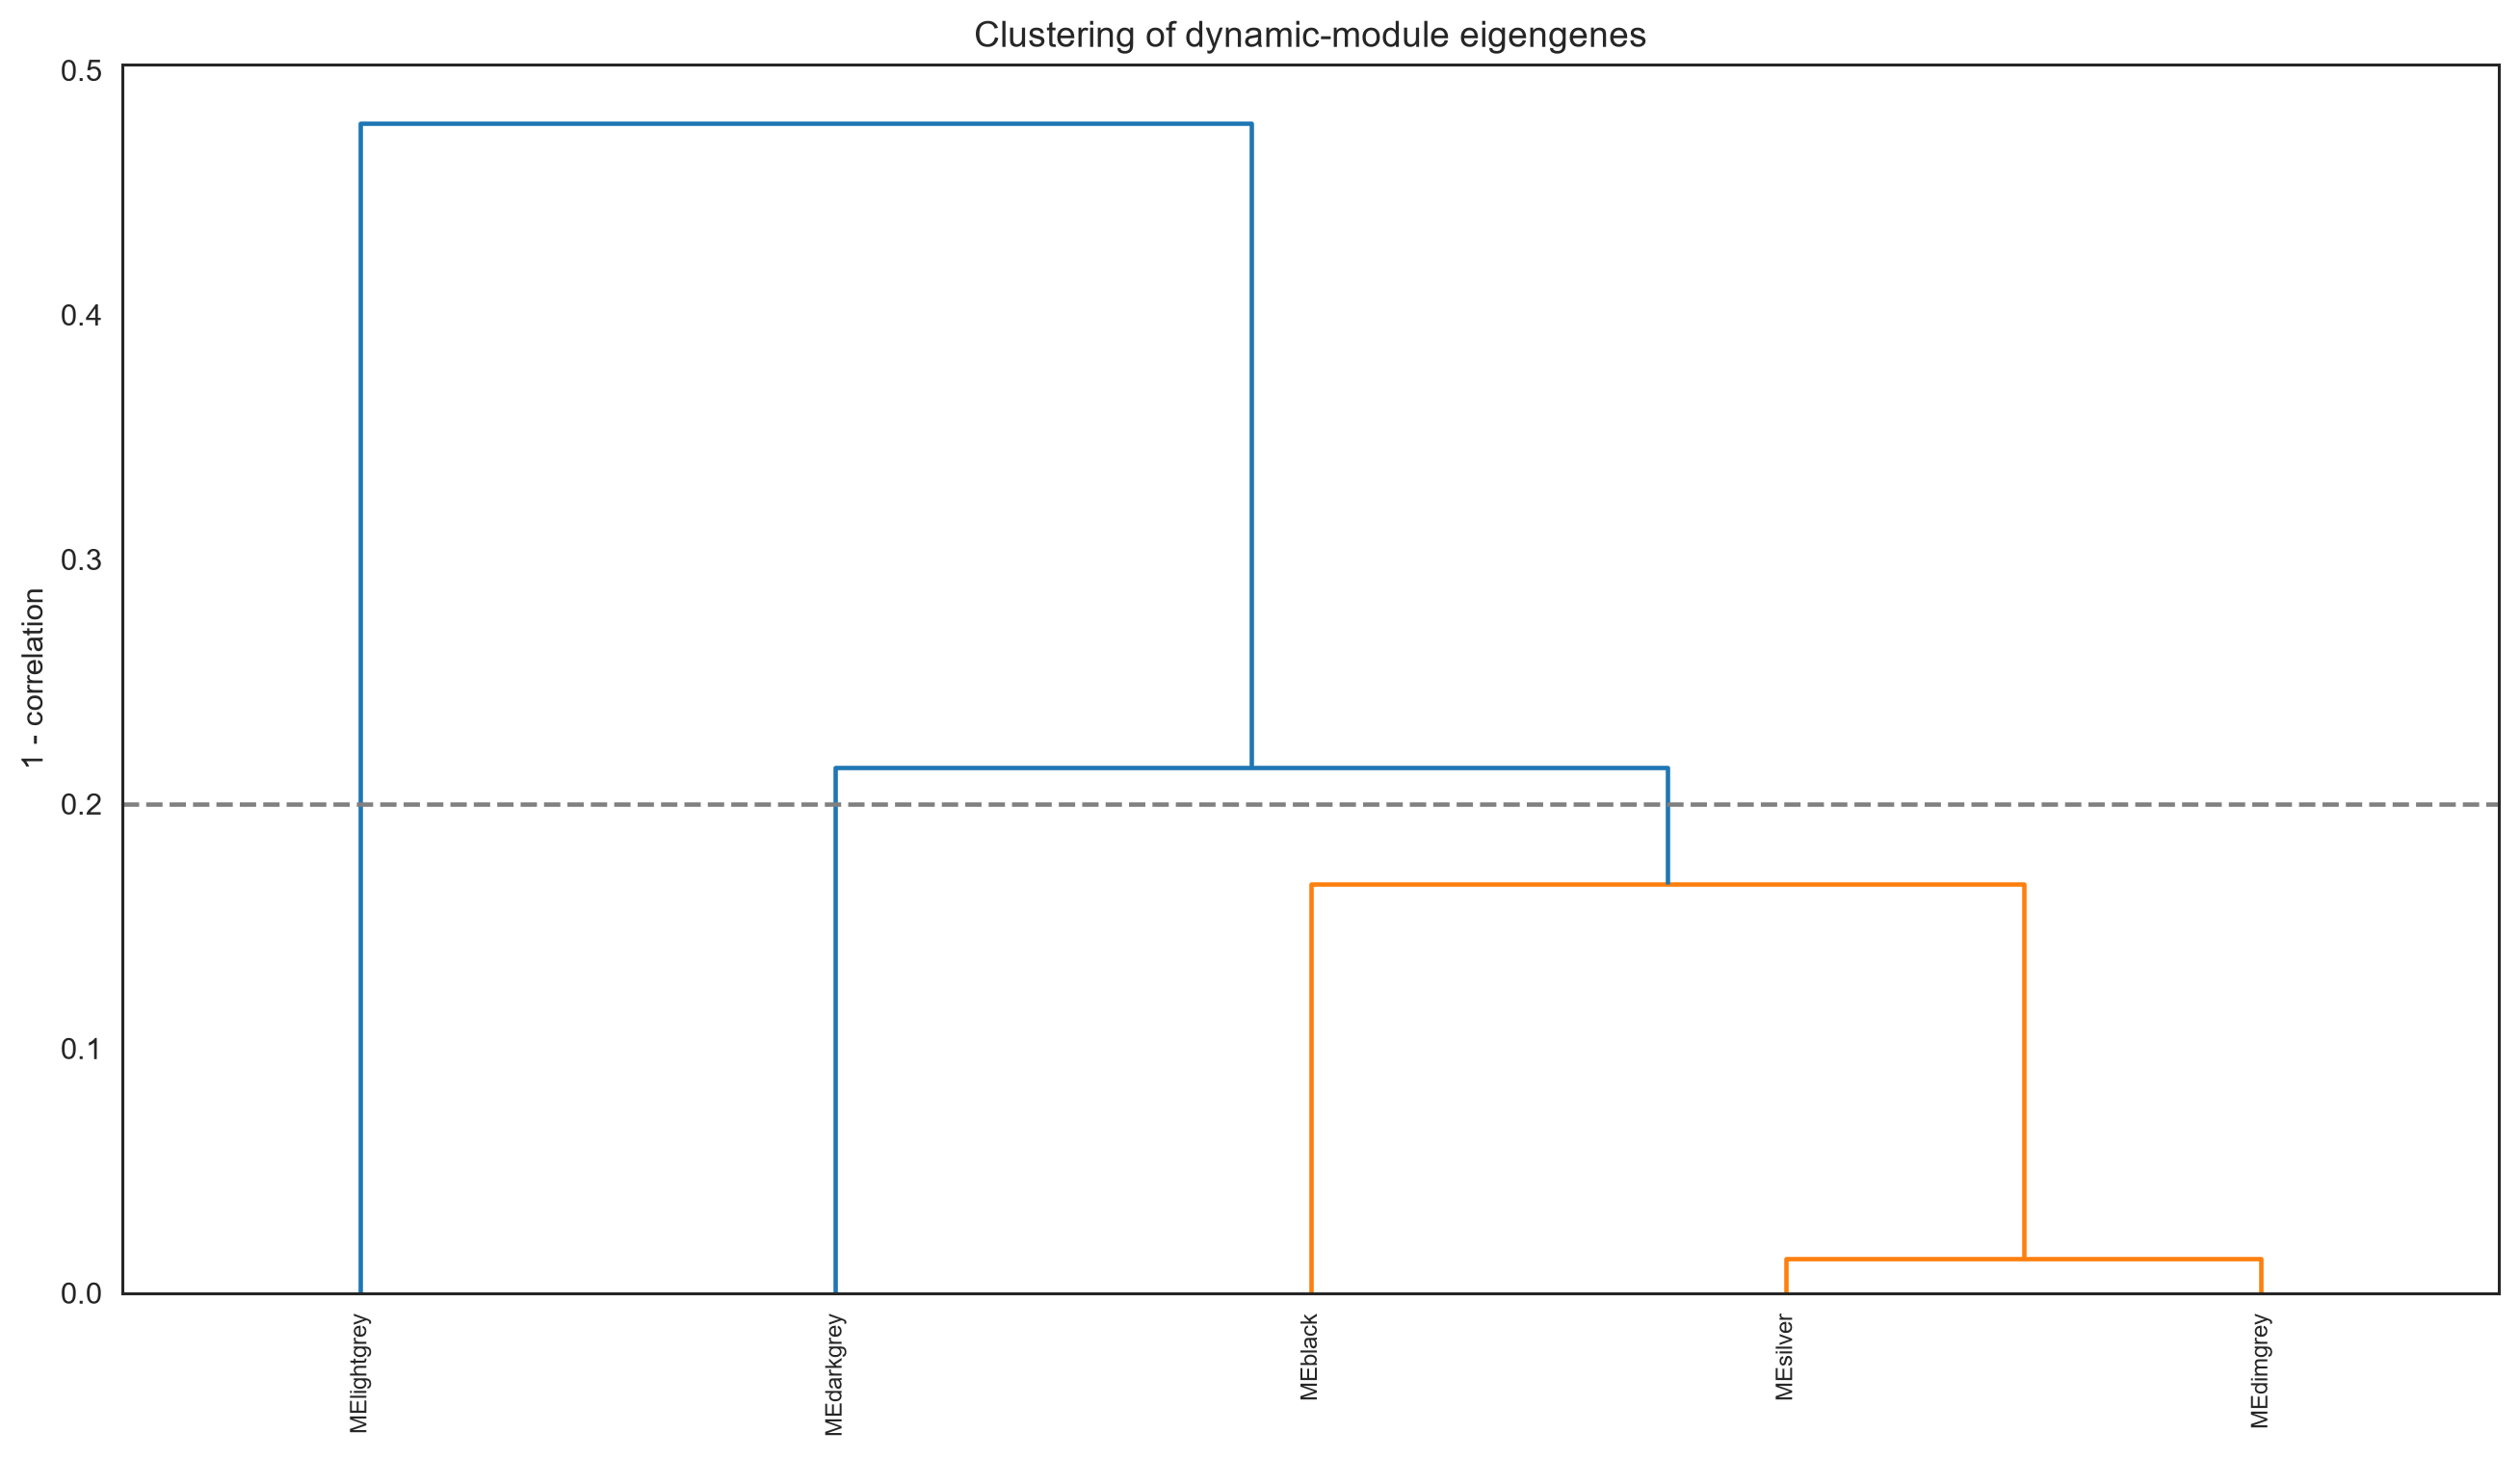 Clustering of dynamic-module eigengenes
0.5
0.4
0.3
0.2
0.1
0.0
1 - correlation
MElightgrey
MEdarkgrey
MEblack
MEsilver
MEdimgrey